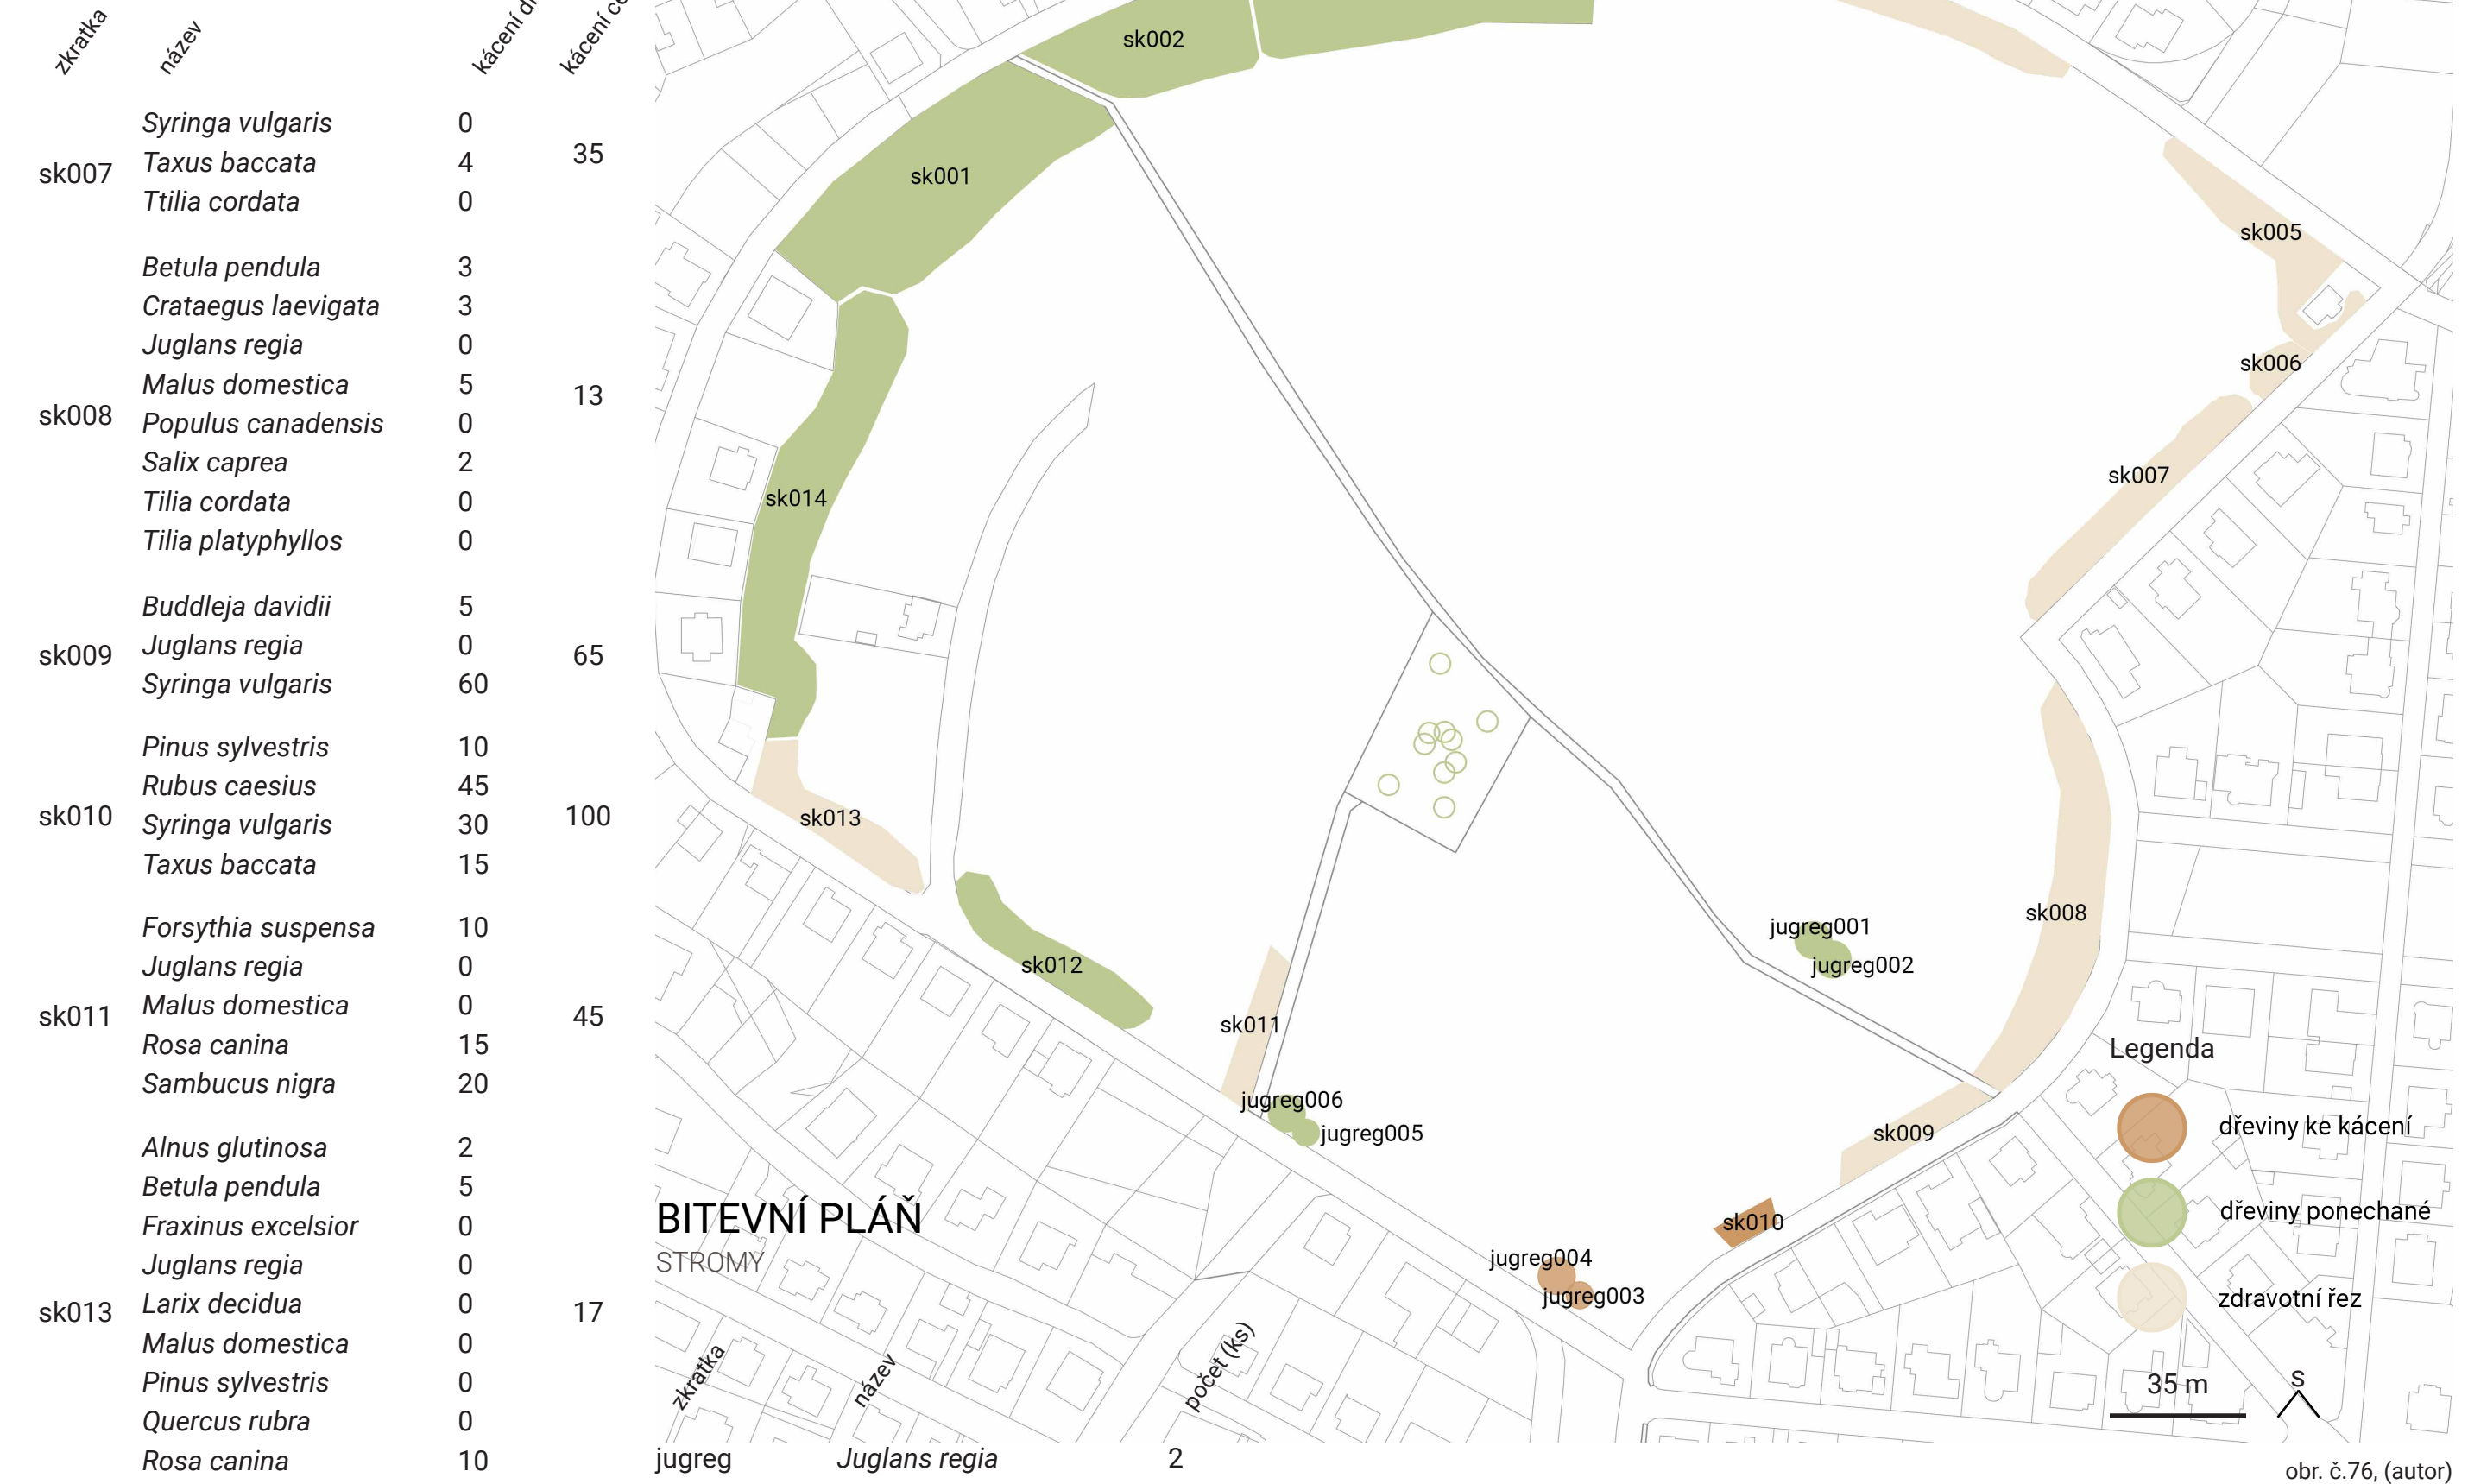 zkratka název kácení
sk007 Syringa vulgaris 0 35
Taxus baccata 4
Ttilia cordata 0
sk008 Betula pendula 3 13
Crataegus laevigata 3
Juglans regia 0
Malus domestica 5
Populus canadensis 0
Salix caprea 2
Tilia cordata 0
Tilia platyphyllos 0
sk009 Buddleja davidii 5 65
Juglans regia 0
Syringa vulgaris 60
sk010 Pinus sylvestris 10 100
Rubus caesius 45
Syringa vulgaris 30
Taxus baccata 15
sk011 Forsythia suspensa 10 45
Juglans regia 0
Malus domestica 0
Rosa canina 15
Sambucus nigra 20
sk013 Alnus glutinosa 2 17
Betula pendula 5
Fraxinus excelsior 0
Juglans regia 0
Larix decidua 0
Malus domestica 0
Pinus sylvestris 0
Quercus rubra 0
Rosa canina 10
kácení
sk002
sk001
sk005
sk006
sk007
sk014
sk013
sk008
sk012
jugreg001
jugreg002
sk011
jugreg006
jugreg005
sk009
sk010
jugreg004
jugreg003
Legenda
dřeviny ke kácení
dřeviny ponechané
zdravotní řez
35 m
S
BITEVNÍ PLÁŇ
STROMY
zkratka název počet (ks)
jugreg Juglans regia 2
obr. č.76, (autor)